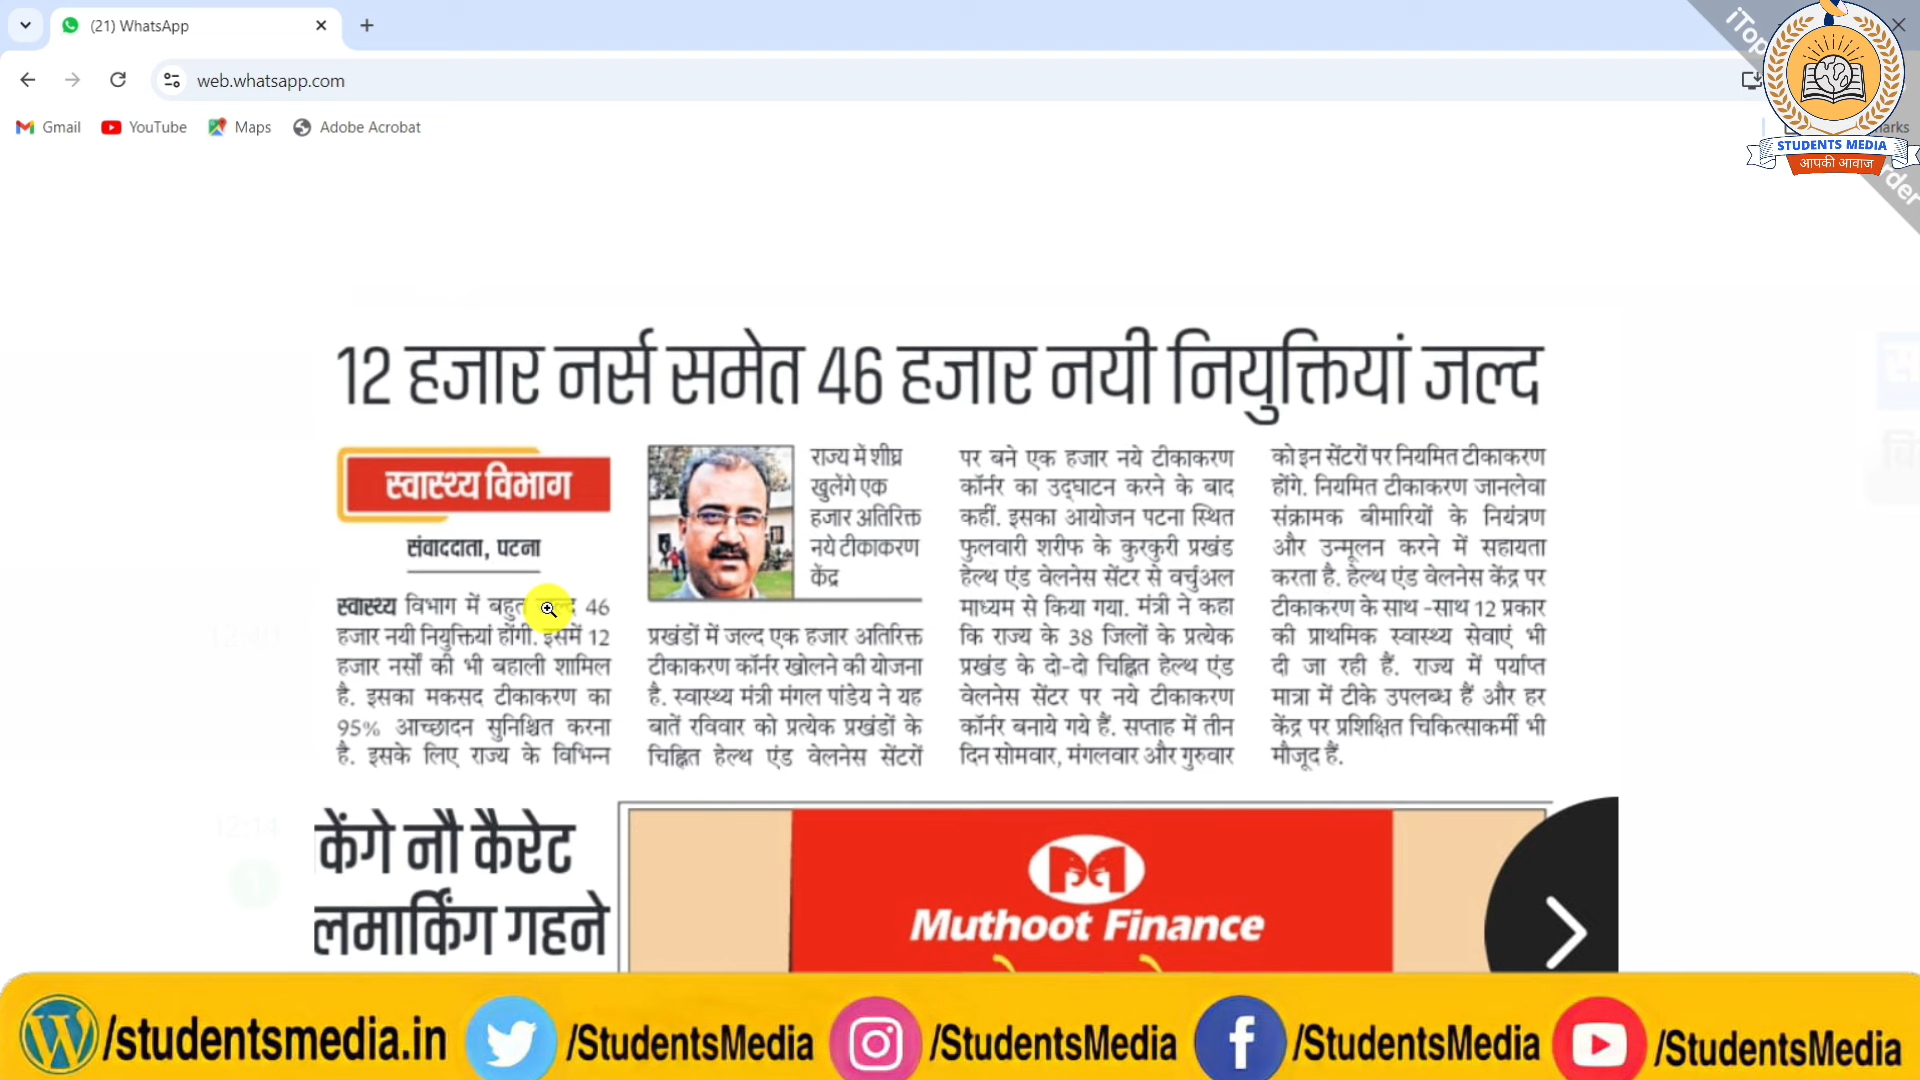 (21) WhatsApp
web.whatsapp.com
Gmail
YouTube
Maps
Adobe Acrobat
iTop
STUDENTS MEDIA
आपकी आवाज
12 हजार नर्स समेत 46 हजार नयी नियुक्तियां जल्द
स्वास्थ्य विभाग
संवाददाता, पटना
स्वास्थ्य विभाग में बहुत जल्द 46
हजार नयी नियुक्तियां होंगी. इसमें 12
हजार नर्सों की भी बहाली शामिल
है. इसका मकसद टीकाकरण का
95% आच्छादन सुनिश्चित करना
है. इसके लिए राज्य के विभिन्न
राज्य में शीघ्र
खुलेंगे एक
हजार अतिरिक्त
नये टीकाकरण
केंद्र
प्रखंडों में जल्द एक हजार अतिरिक्त
टीकाकरण कॉर्नर खोलने की योजना
है. स्वास्थ्य मंत्री मंगल पांडेय ने यह
बातें रविवार को प्रत्येक प्रखंडों के
चिह्नित हेल्थ एंड वेलनेस सेंटरों
पर बने एक हजार नये टीकाकरण
कॉर्नर का उद्घाटन करने के बाद
कहीं. इसका आयोजन पटना स्थित
फुलवारी शरीफ के कुरकुरी प्रखंड
हेल्थ एंड वेलनेस सेंटर से वर्चुअल
माध्यम से किया गया. मंत्री ने कहा
कि राज्य के 38 जिलों के प्रत्येक
प्रखंड के दो-दो चिह्नित हेल्थ एंड
वेलनेस सेंटर पर नये टीकाकरण
कॉर्नर बनाये गये हैं. सप्ताह में तीन
दिन सोमवार, मंगलवार और गुरुवार
को इन सेंटरों पर नियमित टीकाकरण
होंगे. नियमित टीकाकरण जानलेवा
संक्रामक बीमारियों के नियंत्रण
और उन्मूलन करने में सहायता
करता है. हेल्थ एंड वेलनेस केंद्र पर
टीकाकरण के साथ -साथ 12 प्रकार
की प्राथमिक स्वास्थ्य सेवाएं भी
दी जा रही हैं. राज्य में पर्याप्त
मात्रा में टीके उपलब्ध हैं और हर
केंद्र पर प्रशिक्षित चिकित्साकर्मी भी
मौजूद हैं.
केंगे नौ कैरेट
लमार्किंग गहने
Muthoot Finance
/studentsmedia.in
/StudentsMedia
/StudentsMedia
/StudentsMedia
/StudentsMedia